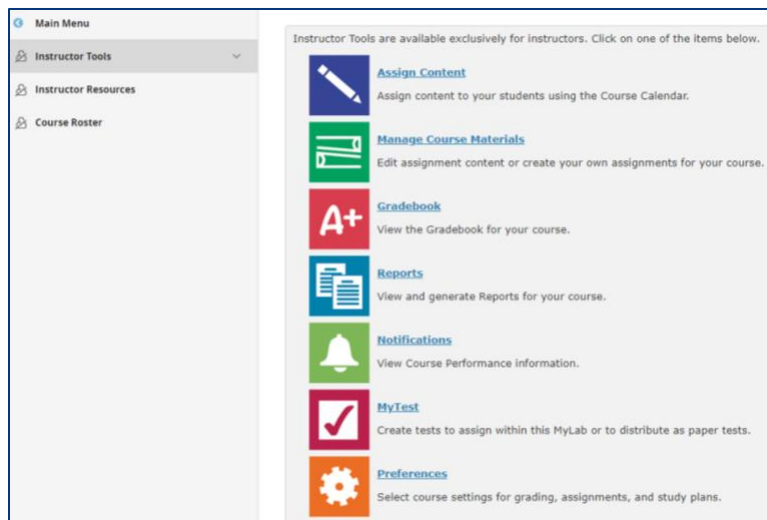 Main Menu
Instructor Tools
Instructor Resources
Course Roster
Instructor Tools are available exclusively for instructors. Click on one of the items below.
Assign Content
Assign content to your students using the Course Calendar.
Manage Course Materials
Edit assignment content or create your own assignments for your course.
A+
Gradebook
View the Gradebook for your course.
Reports
View and generate Reports for your course.
Notifications
View Course Performance information.
MyTest
Create tests to assign within this MyLab or to distribute as paper tests.
Preferences
Select course settings for grading, assignments, and study plans.